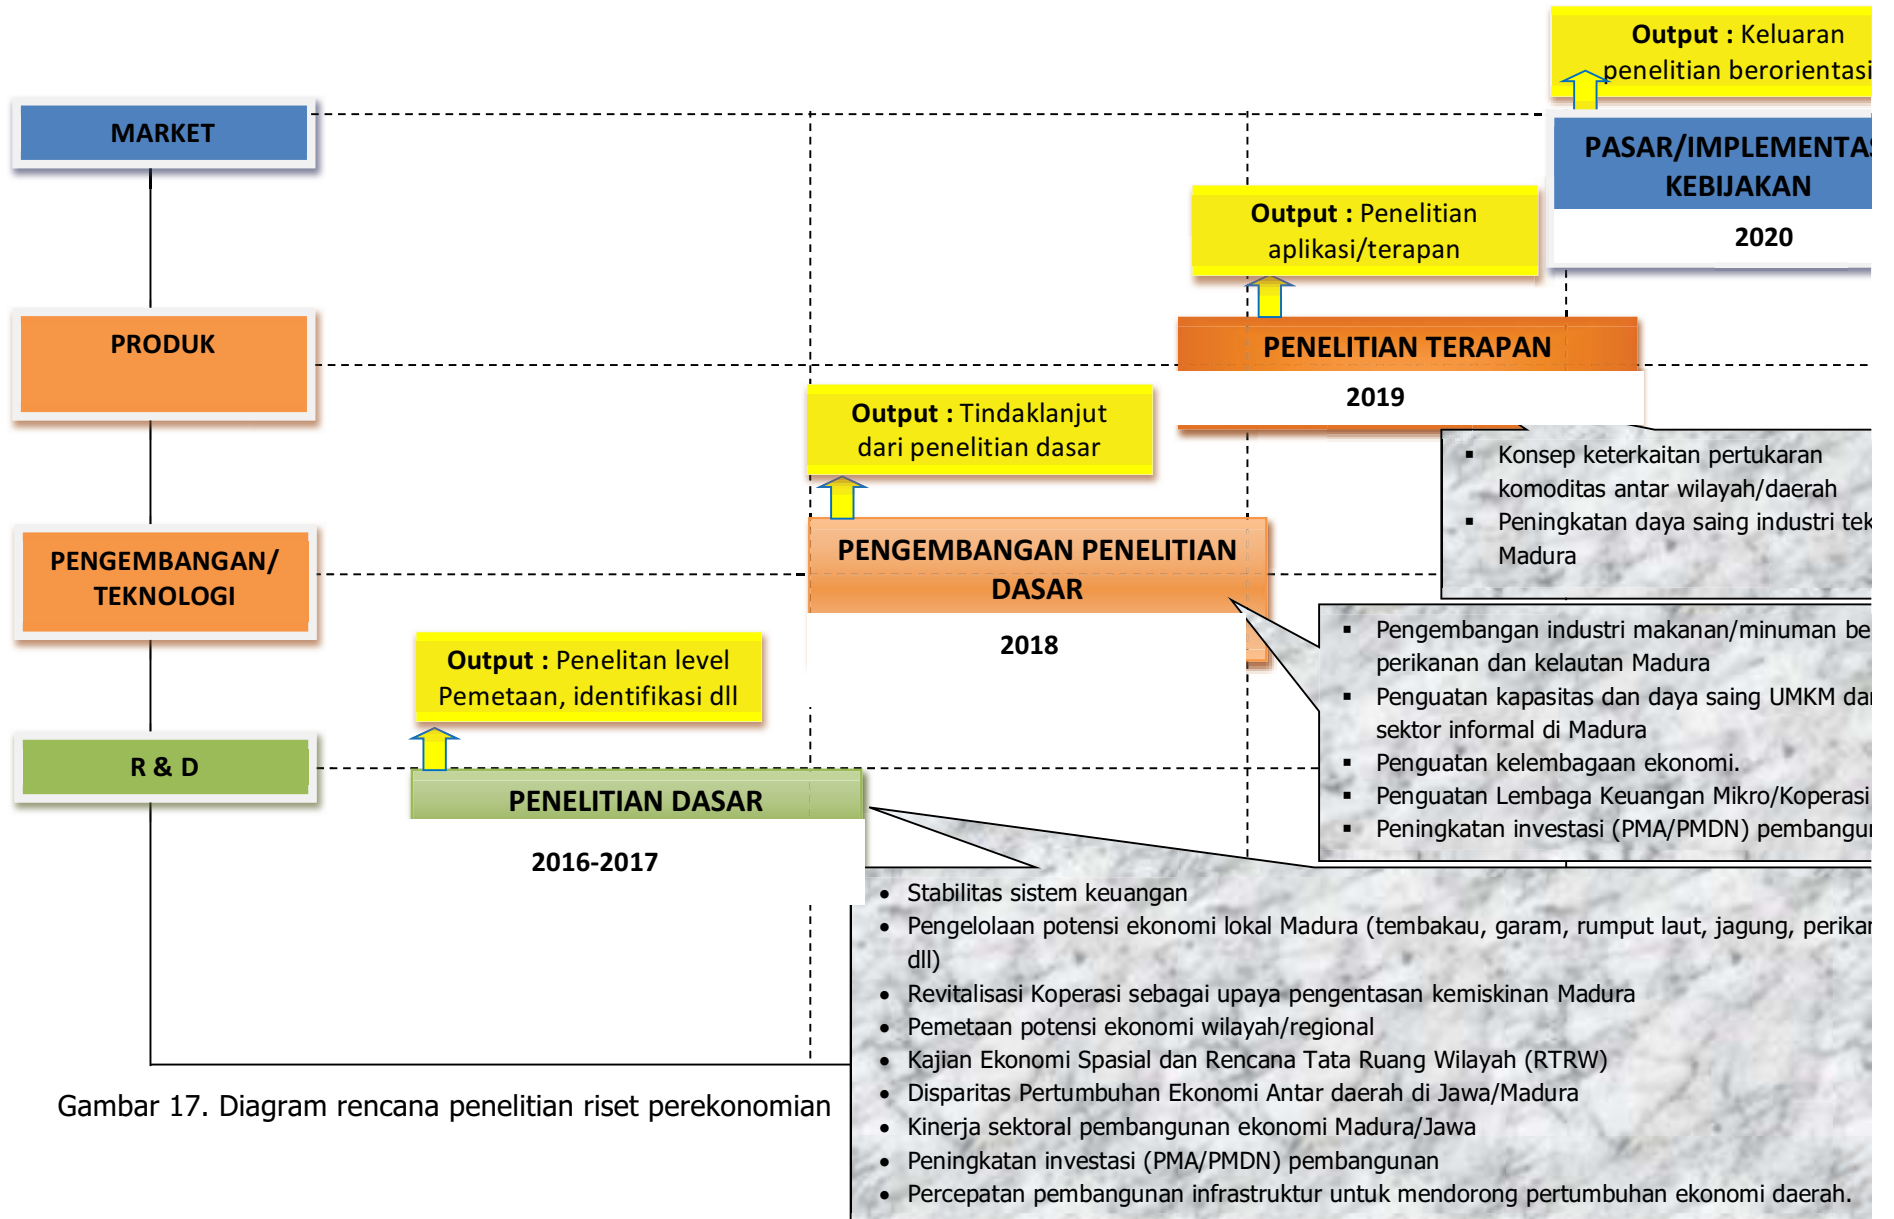 Output : Keluaran
penelitian berorientasi
MARKET
PASAR/IMPLEMENTAS
KEBIJAKAN
2020
Output : Penelitian
aplikasi/terapan
PRODUK
PENELITIAN TERAPAN
2019
Output : Tindaklanjut
dari penelitian dasar
▪ Konsep keterkaitan pertukaran
komoditas antar wilayah/daerah
▪ Peningkatan daya saing industri tek
Madura
PENGEMBANGAN/
TEKNOLOGI
PENGEMBANGAN PENELITIAN
DASAR
2018
▪ Pengembangan industri makanan/minuman be
perikanan dan kelautan Madura
▪ Penguatan kapasitas dan daya saing UMKM dan
sektor informal di Madura
▪ Penguatan kelembagaan ekonomi.
▪ Penguatan Lembaga Keuangan Mikro/Koperasi
▪ Peningkatan investasi (PMA/PMDN) pembangun
Output : Penelitan level
Pemetaan, identifikasi dll
R & D
PENELITIAN DASAR
2016-2017
• Stabilitas sistem keuangan
• Pengelolaan potensi ekonomi lokal Madura (tembakau, garam, rumput laut, jagung, perikan
dll)
• Revitalisasi Koperasi sebagai upaya pengentasan kemiskinan Madura
• Pemetaan potensi ekonomi wilayah/regional
• Kajian Ekonomi Spasial dan Rencana Tata Ruang Wilayah (RTRW)
• Disparitas Pertumbuhan Ekonomi Antar daerah di Jawa/Madura
• Kinerja sektoral pembangunan ekonomi Madura/Jawa
• Peningkatan investasi (PMA/PMDN) pembangunan
• Percepatan pembangunan infrastruktur untuk mendorong pertumbuhan ekonomi daerah.
Gambar 17. Diagram rencana penelitian riset perekonomian